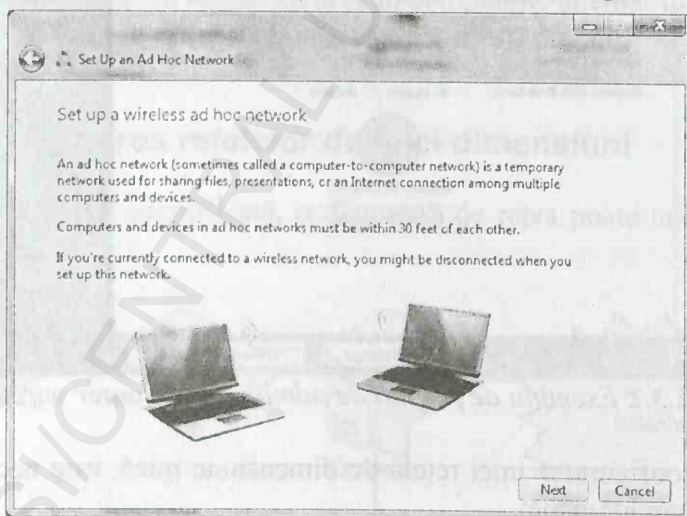 Set Up an Ad Hoc Network
Set up a wireless ad hoc network
An ad hoc network (sometimes called a computer-to-computer network) is a temporary
network used for sharing files, presentations, or an Internet connection among multiple
computers and devices.
Computers and devices in ad hoc networks must be within 30 feet of each other.
If you're currently connected to a wireless network, you might be disconnected when you
set up this network.
Next
Cancel
SI/CENTRAL